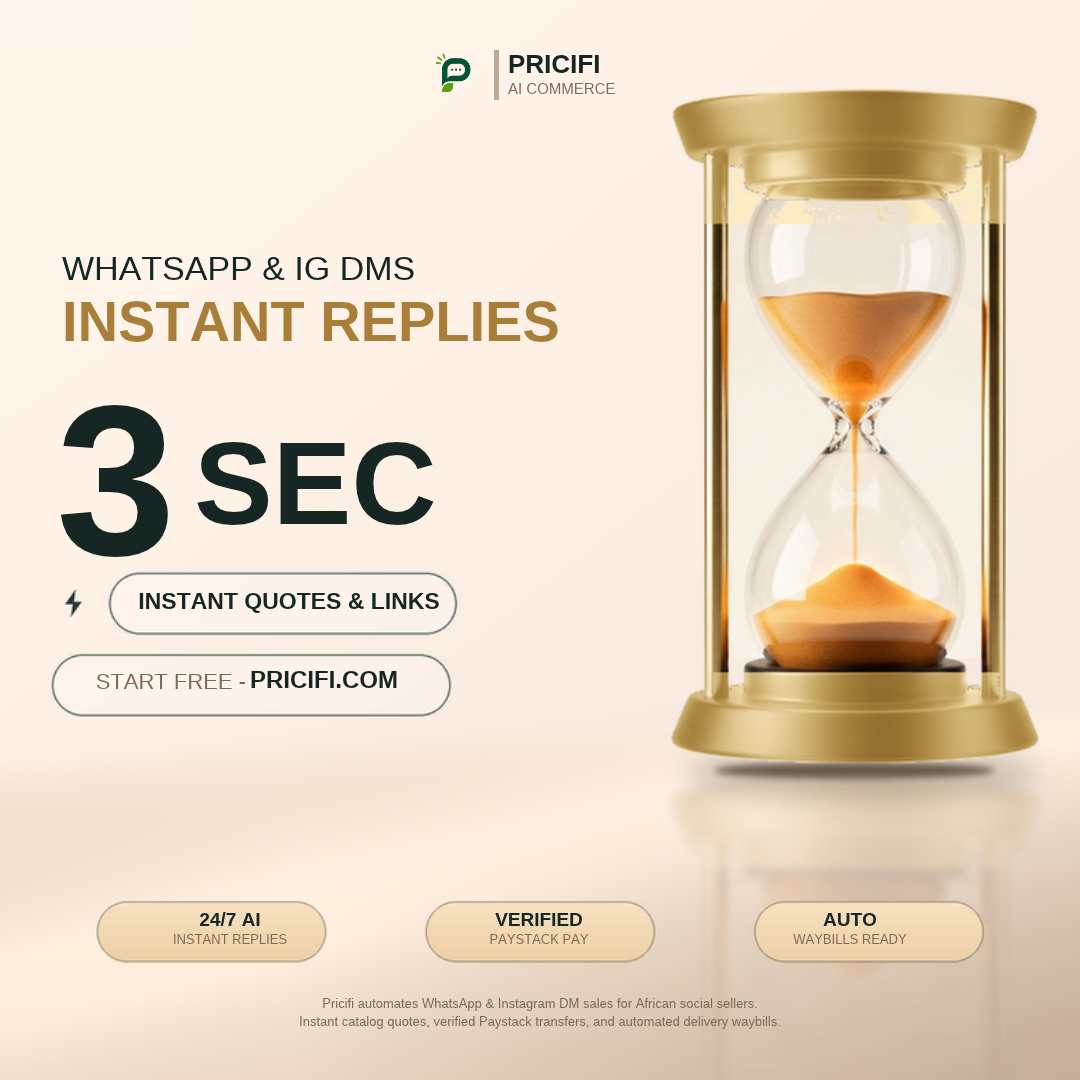 PRICIFI
AI COMMERCE
WHATSAPP & IG DMS
INSTANT REPLIES
3 SEC
INSTANT QUOTES & LINKS
START FREE - PRICIFI.COM
24/7 AI
INSTANT REPLIES
VERIFIED
PAYSTACK PAY
AUTO
WAYBILLS READY
Pricifi automates WhatsApp & Instagram DM sales for African social sellers.
Instant catalog quotes, verified Paystack transfers, and automated delivery waybills.